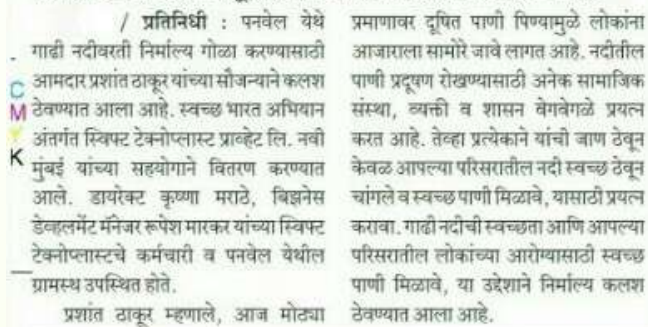 / प्रतिनिधी : पनवेल येथे
गाढी नदीवरती निर्माल्य गोळा करण्यासाठी
आमदार प्रशांत ठाकूर यांच्या सौजन्याने कलश
ठेवण्यात आला आहे. स्वच्छ भारत अभियान
अंतर्गत स्विफ्ट टेक्नोप्लास्ट प्राव्हेट लि. नवी
मुंबई यांच्या सहयोगाने वितरण करण्यात
आले. डायरेक्ट कृष्णा मराठे, बिझनेस
डेव्हलमेंट मॅनेजर रूपेश मारकर यांच्या स्विफ्ट
टेक्नोप्लास्टचे कर्मचारी व पनवेल येथील
ग्रामस्थ उपस्थित होते.
प्रशांत ठाकूर म्हणाले, आज मोठ्या
प्रमाणावर दूषित पाणी पिण्यामुळे लोकांना
आजाराला सामोरे जावे लागत आहे. नदीतील
पाणी प्रदूषण रोखण्यासाठी अनेक सामाजिक
संस्था, व्यक्ती व शासन वेगवेगळे प्रयत्न
करत आहे. तेव्हा प्रत्येकाने यांची जाण ठेवून
केवळ आपल्या परिसरातील नदी स्वच्छ ठेवून
चांगले व स्वच्छ पाणी मिळावे, यासाठी प्रयत्न
करावा. गाढी नदीची स्वच्छता आणि आपल्या
परिसरातील लोकांच्या आरोग्यासाठी स्वच्छ
पाणी मिळावे, या उद्देशाने निर्माल्य कलश
ठेवण्यात आला आहे.
C
M
Y
K